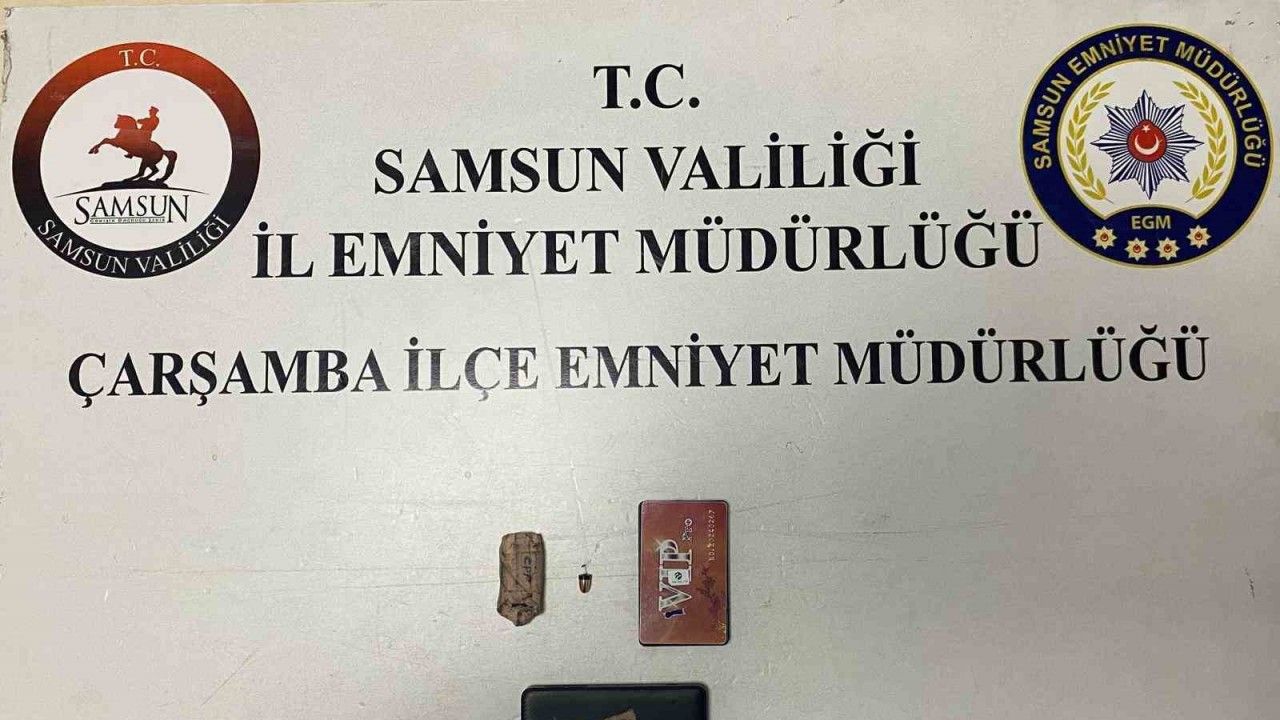 T.C.
SAMSUN
SAMSUN VALİLİĞİ
T.C.
SAMSUN VALİLİĞİ
İL EMNİYET MÜDÜRLÜĞÜ
ÇARŞAMBA İLÇE EMNİYET MÜDÜRLÜĞÜ
SAMSUN EMNİYET MÜDÜRLÜĞÜ
EGM
VIP
Pro